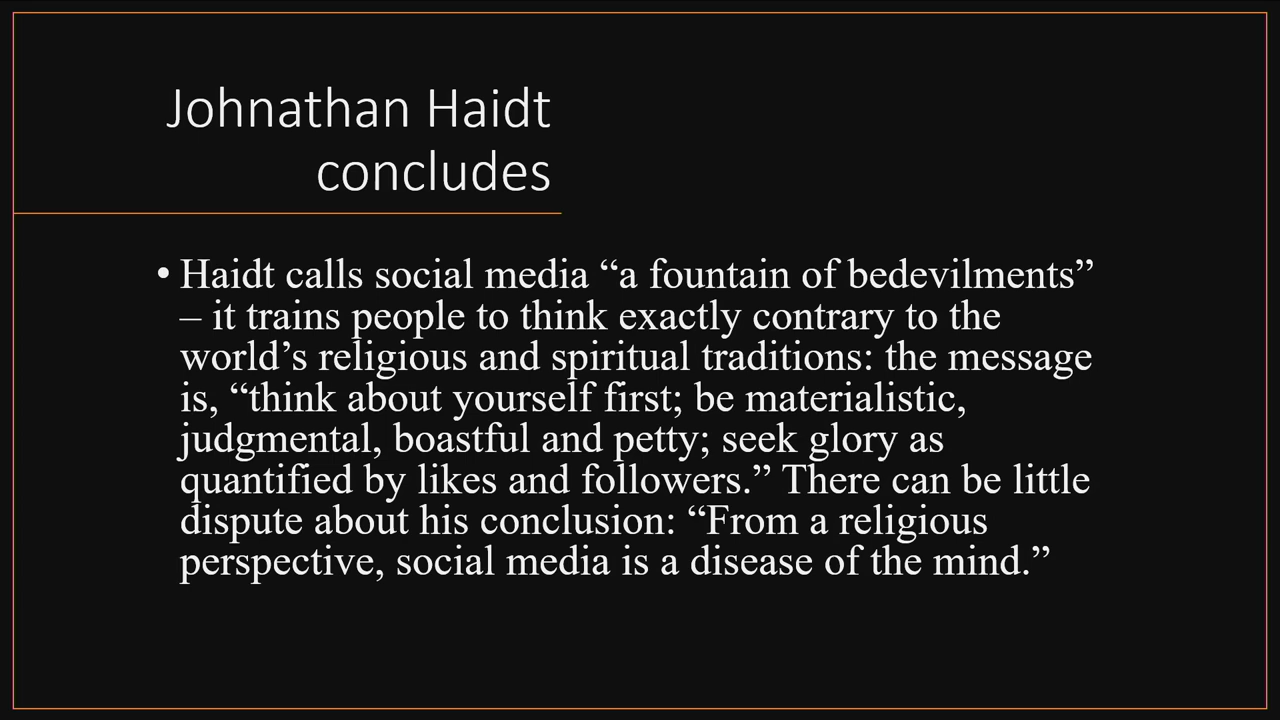 Johnathan Haidt
concludes
• Haidt calls social media “a fountain of bedevilments”
– it trains people to think exactly contrary to the
world’s religious and spiritual traditions: the message
is, “think about yourself first; be materialistic,
judgmental, boastful and petty; seek glory as
quantified by likes and followers.” There can be little
dispute about his conclusion: “From a religious
perspective, social media is a disease of the mind.”